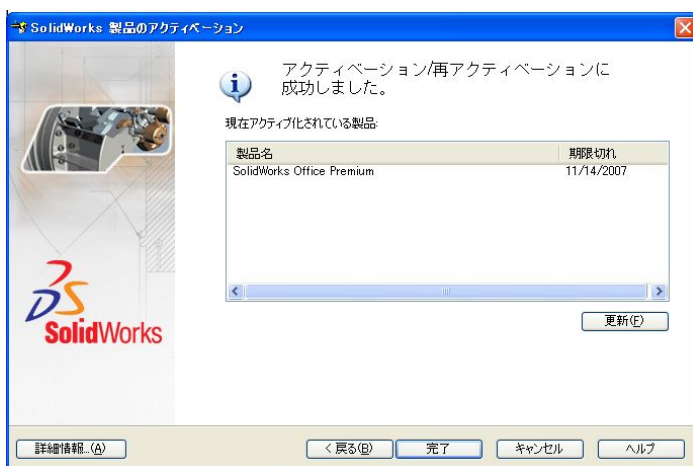 SolidWorks 製品のアクティベーション
アクティベーション/再アクティベーションに
成功しました。
現在アクティブ化されている製品:
製品名 期限切れ
SolidWorks Office Premium 11/14/2007
更新(F)
SolidWorks
詳細情報...(A) < 戻る(B) 完了 キャンセル ヘルプ